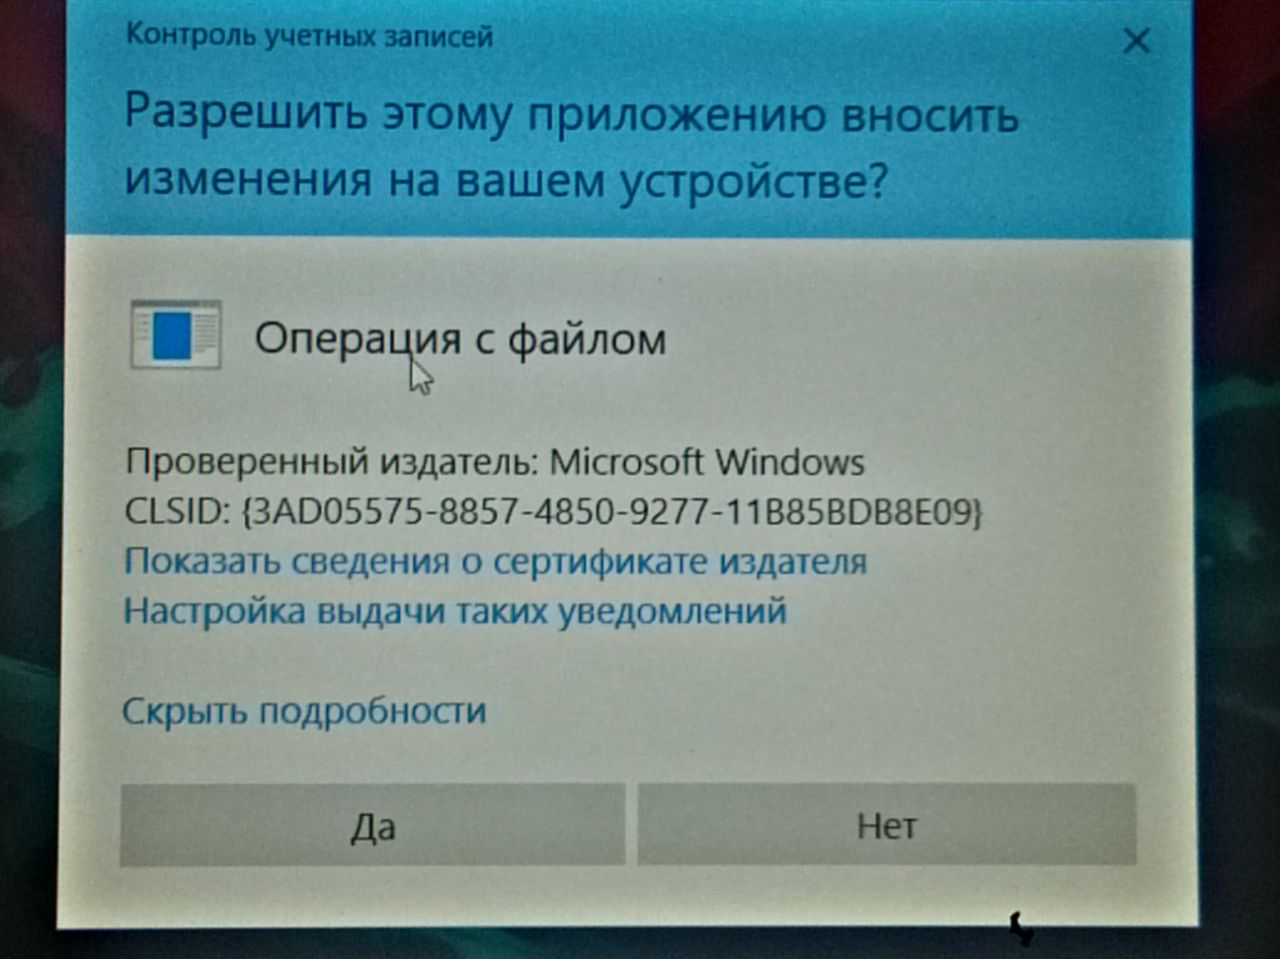 Контроль учетных записей
Разрешить этому приложению вносить
изменения на вашем устройстве?
Операция с файлом
Проверенный издатель: Microsoft Windows
CLSID: {3AD05575-8857-4850-9277-11B85BDB8E09}
Показать сведения о сертификате издателя
Настройка выдачи таких уведомлений
Скрыть подробности
Да
Нет